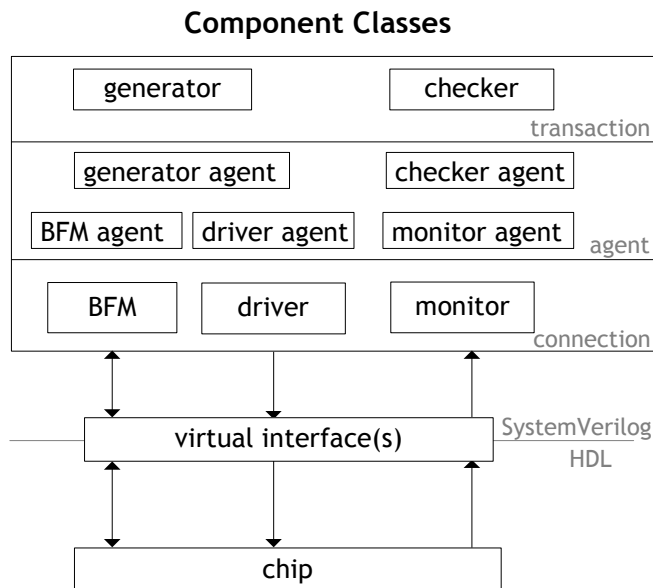 Component Classes
generator
checker
transaction
generator agent
checker agent
BFM agent
driver agent
monitor agent
agent
BFM
driver
monitor
connection
virtual interface(s)
SystemVerilog
HDL
chip